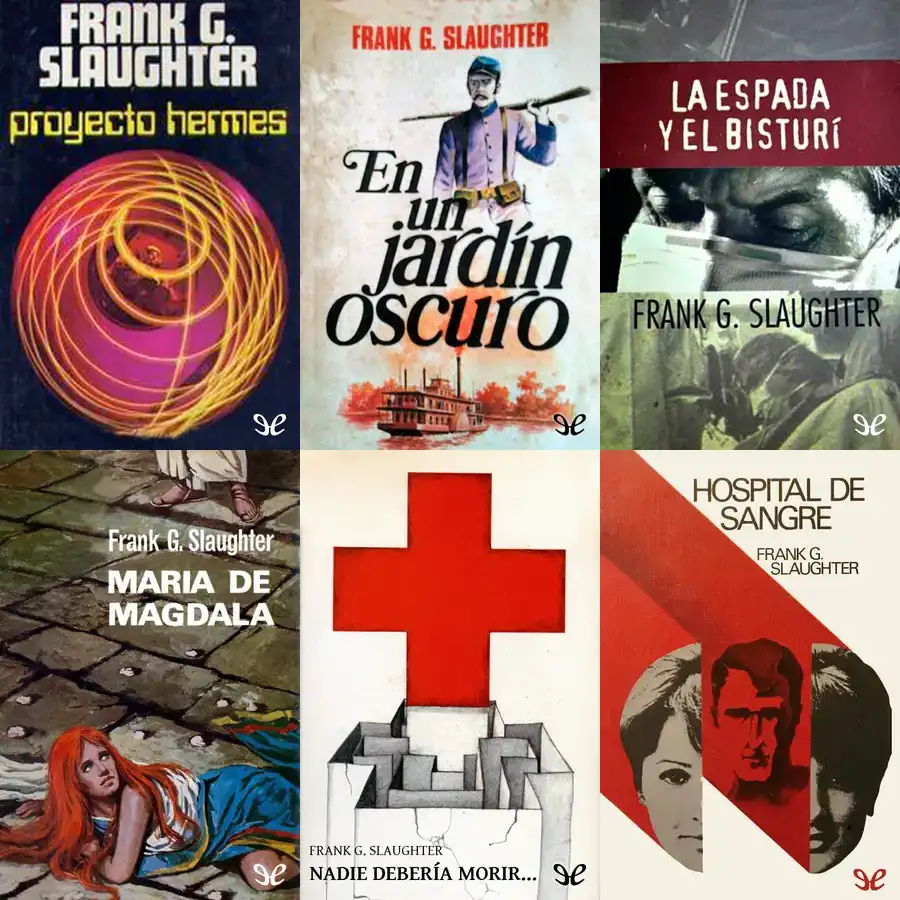 FRANK G.
SLAUGHTER
proyecto hermes
FRANK G. SLAUGHTER
En
un
jardín
oscuro
LA ESPADA
Y EL BISTURÍ
FRANK G. SLAUGHTER
Frank G. Slaughter
MARIA DE
MAGDALA
FRANK G. SLAUGHTER
NADIE DEBERÍA MORIR...
HOSPITAL DE
SANGRE
FRANK G.
SLAUGHTER